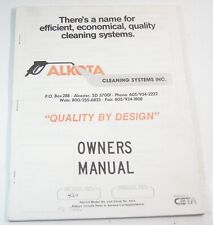 There's a name for
efficient, economical, quality
cleaning systems.
ALKOTA
CLEANING SYSTEMS INC.
P.O. Box 288 · Alcester, SD 57001 · Phone 605/934-2222
Wats: 800/255-6823 · Fax: 605/934-1808
"QUALITY BY DESIGN"
OWNERS
MANUAL
CETA